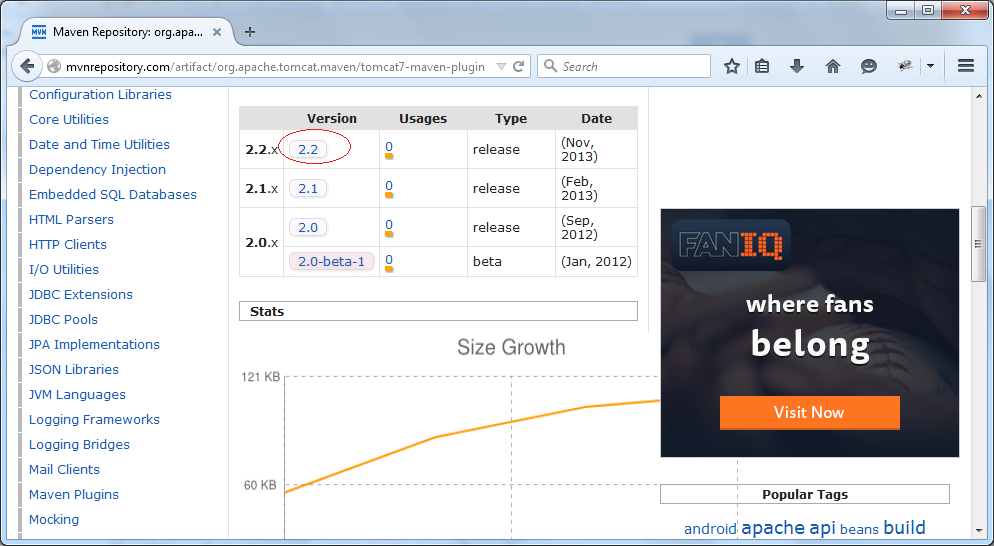 MVN Maven Repository: org.apa...
mvnrepository.com/artifact/org.apache.tomcat.maven/tomcat7-maven-plugin
Search
Configuration Libraries
Core Utilities
Date and Time Utilities
Dependency Injection
Embedded SQL Databases
HTML Parsers
HTTP Clients
I/O Utilities
JDBC Extensions
JDBC Pools
JPA Implementations
JSON Libraries
JVM Languages
Logging Frameworks
Logging Bridges
Mail Clients
Maven Plugins
Mocking
Version Usages Type Date
2.2.x 2.2 0 release (Nov,
2013)
2.1 0 release (Feb,
2013)
2.1.x
2.0.x 2.0 0 release (Sep,
2012)
2.0-beta-1 0 beta (Jan, 2012)
Stats
Size Growth
121 KB
60 KB
FANIQ
where fans
belong
Visit Now
Popular Tags
android apache api beans build